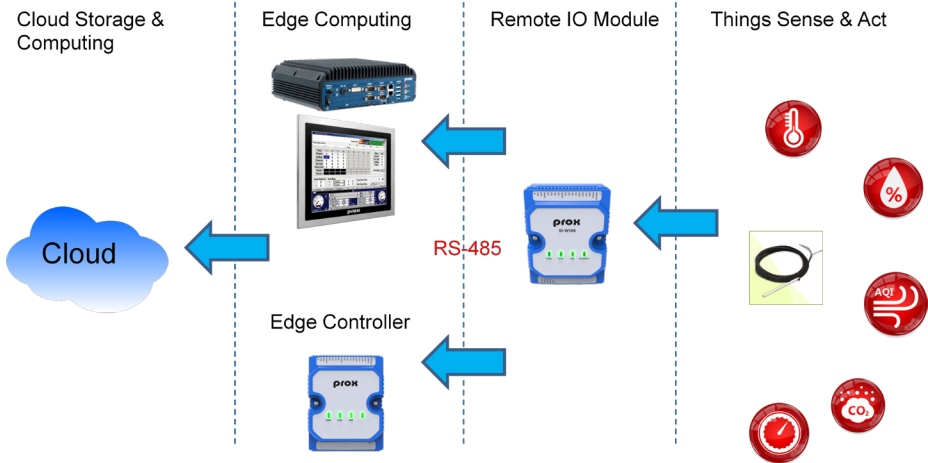 Cloud Storage &
Computing
Edge Computing
Remote IO Module
Things Sense & Act
prox
%
prox
Cloud
RS-485
AQI
Edge Controller
prox
CO₂